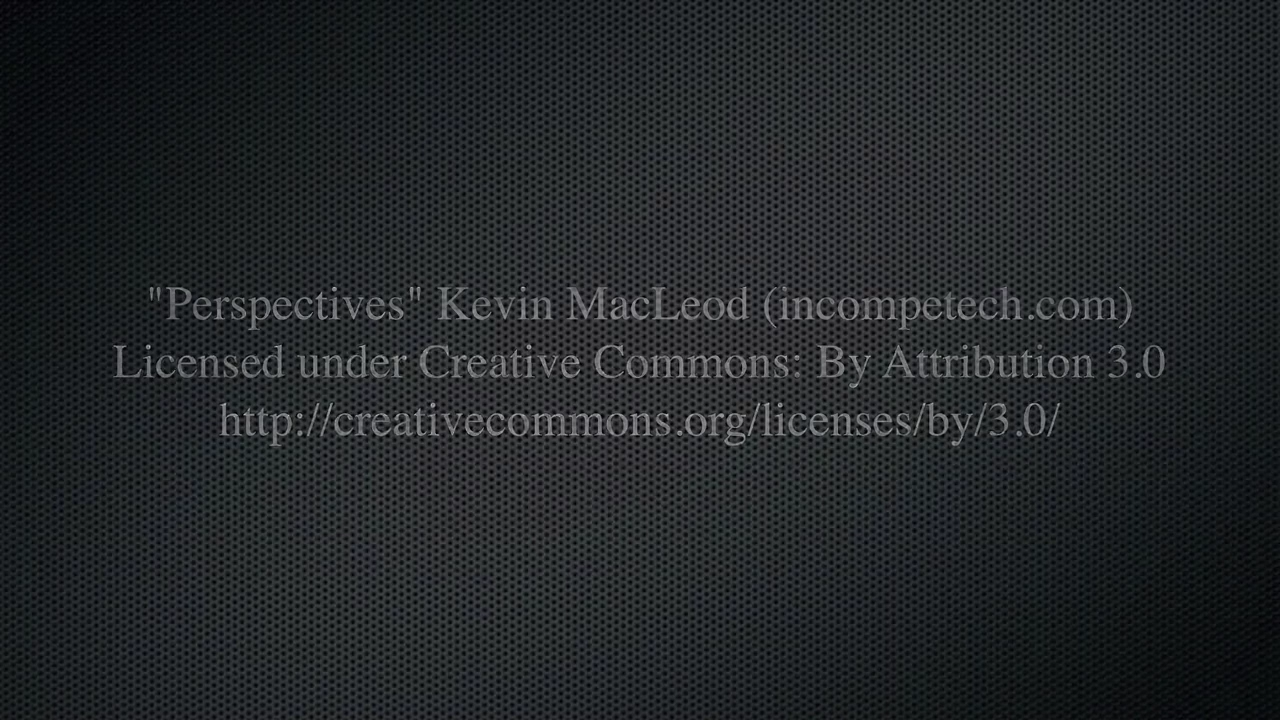 "Perspectives" Kevin MacLeod (incompetech.com)
Licensed under Creative Commons: By Attribution 3.0
http://creativecommons.org/licenses/by/3.0/